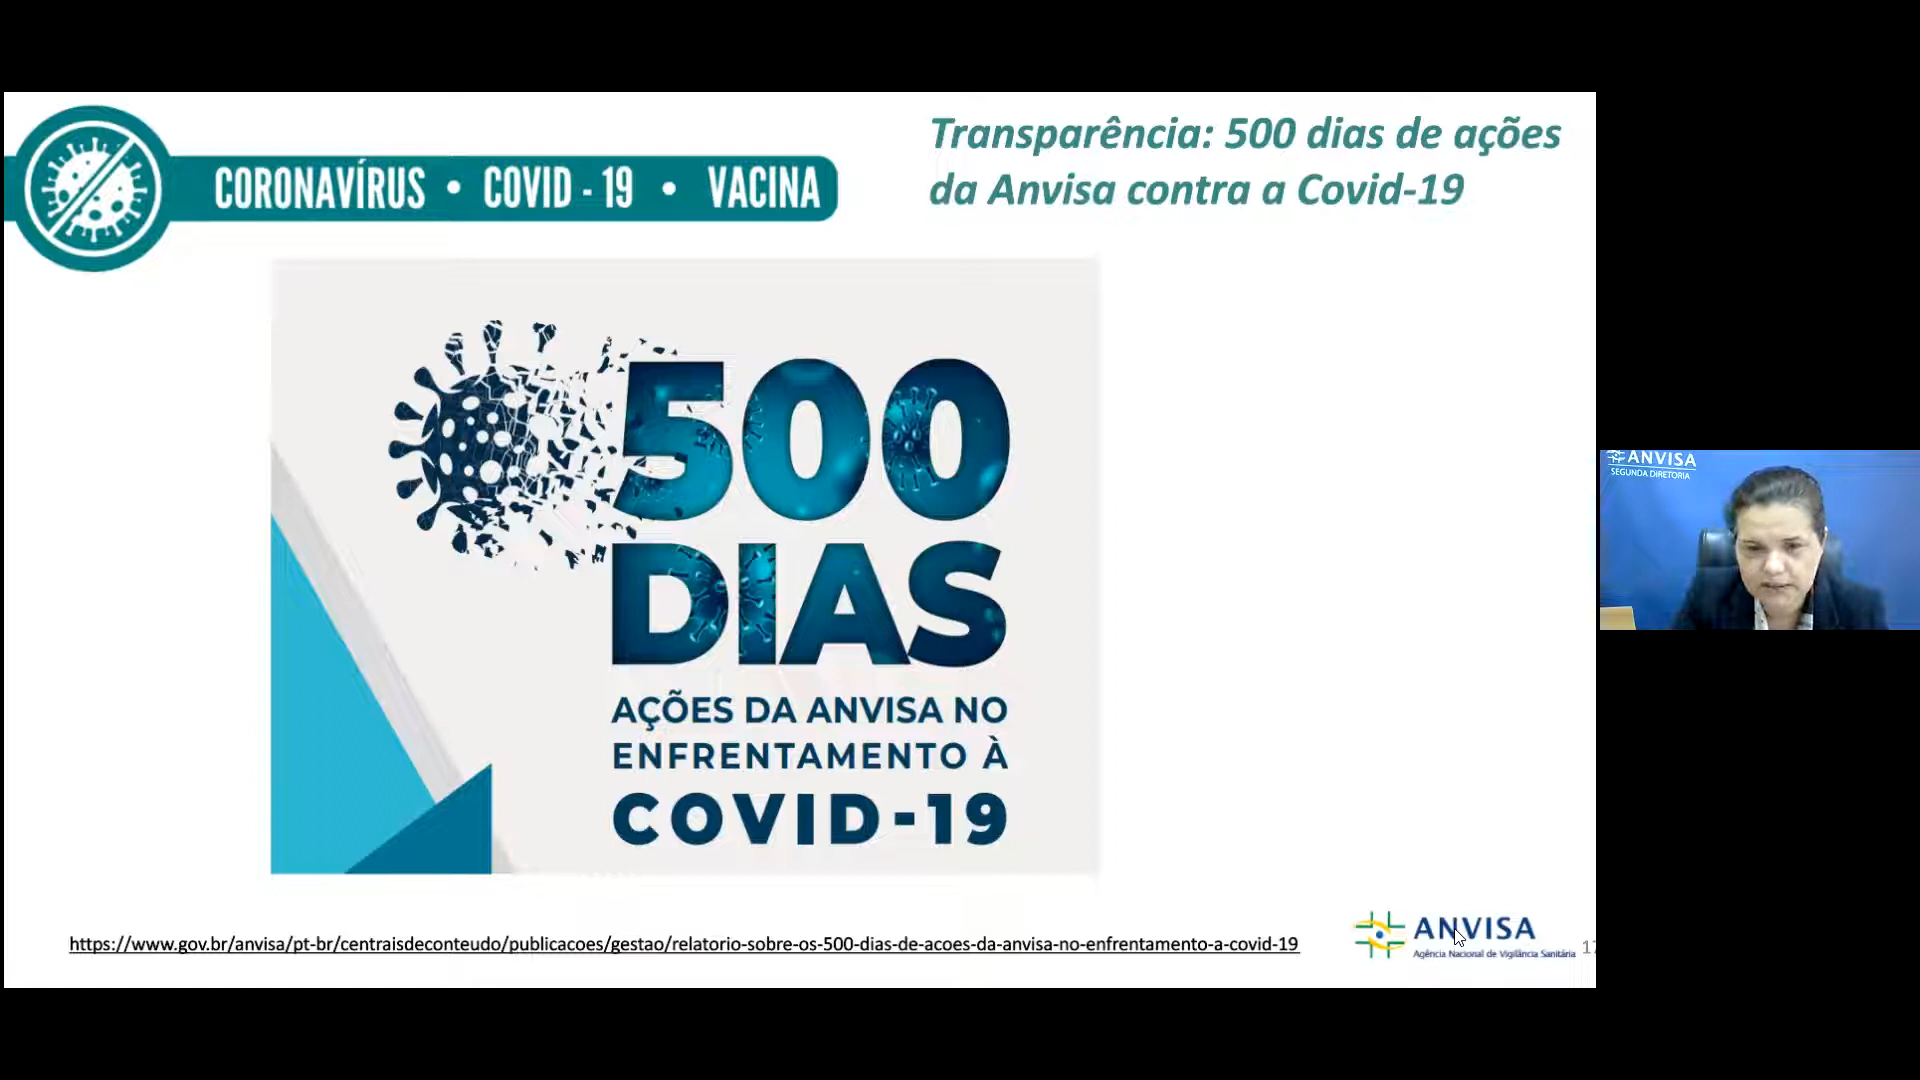 CORONAVÍRUS • COVID - 19 • VACINA
Transparência: 500 dias de ações
da Anvisa contra a Covid-19
500
DIAS
AÇÕES DA ANVISA NO
ENFRENTAMENTO À
COVID-19
https://www.gov.br/anvisa/pt-br/centraisdeconteudo/publicacoes/gestao/relatorio-sobre-os-500-dias-de-acoes-da-anvisa-no-enfrentamento-a-covid-19
ANVISA
Agência Nacional de Vigilância Sanitária
17
ANVISA
SEGUNDA DIRETORIA